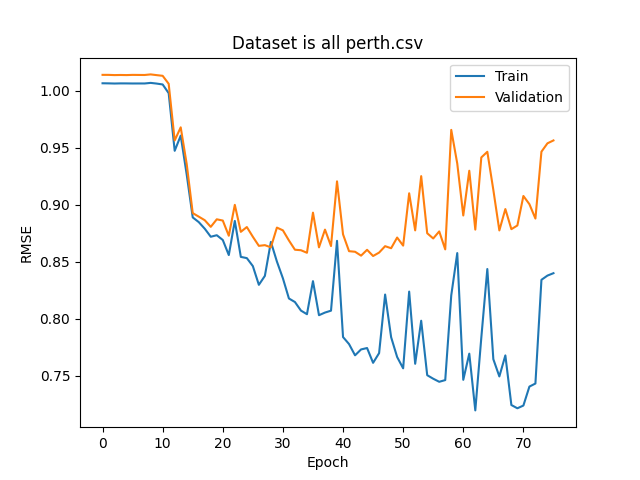 Dataset is all perth.csv
Train
Validation
1.00
0.95
0.90
0.85
0.80
0.75
RMSE
0 10 20 30 40 50 60 70
Epoch